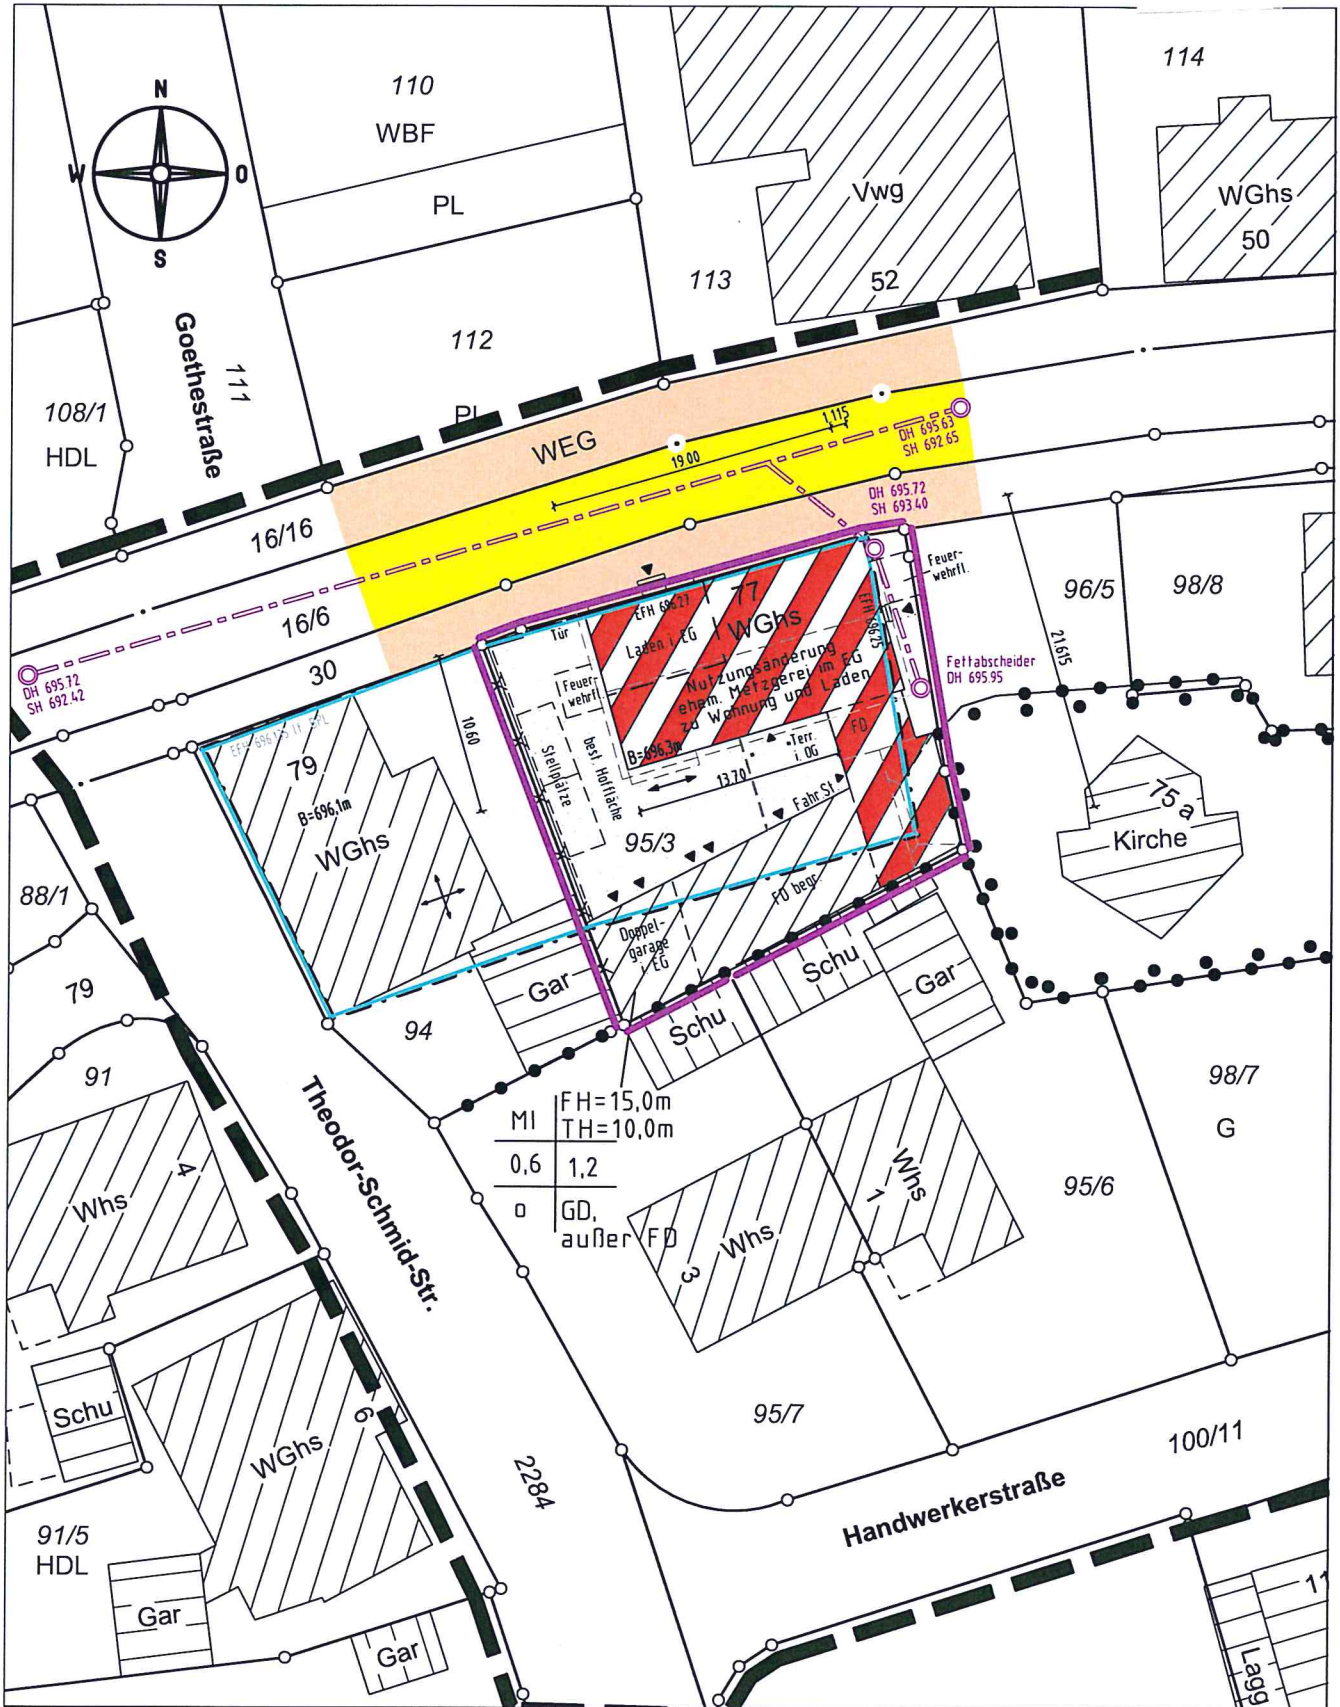 N
W
O
S
110
WBF
PL
114
Vwg
52
WGhs
50
113
112
PL
Goethestraße
111
108/1
HDL
WEG
1,115
19.00
DH 695.63
SH 692.65
DH 695.72
SH 693.40
16/16
16/6
30
DH 695.72
SH 692.42
Tür
EFH 696.27
Laden i. EG
77
WGhs
Nutzungsänderung
ehem. Metzgerei im EG
zu Wohnung und Laden
EFH 696.25
Feuer-
wehrfl.
Feuer-
wehrfl.
Fettabscheider
DH 695.95
96/5
98/8
21.615
10.60
Stellplätze
best. Hoffläche
B=696,3m
Terr.
i. OG
FD
13.70
Fahr St
95/3
79
B=696,1m
WGhs
75 a
Kirche
88/1
79
91
FD begr.
Doppel-
garage
EG
Gar
Schu
Schu
Gar
94
98/7
G
MI
FH=15,0m
TH=10,0m
0,6
1,2
o
GD,
außer FD
Theodor-Schmid-Str.
4
Whs
Whs
1
Whs
3
95/6
95/7
Schu
WGhs
6
2284
100/11
Handwerkerstraße
91/5
HDL
Gar
Gar
11
Lagg